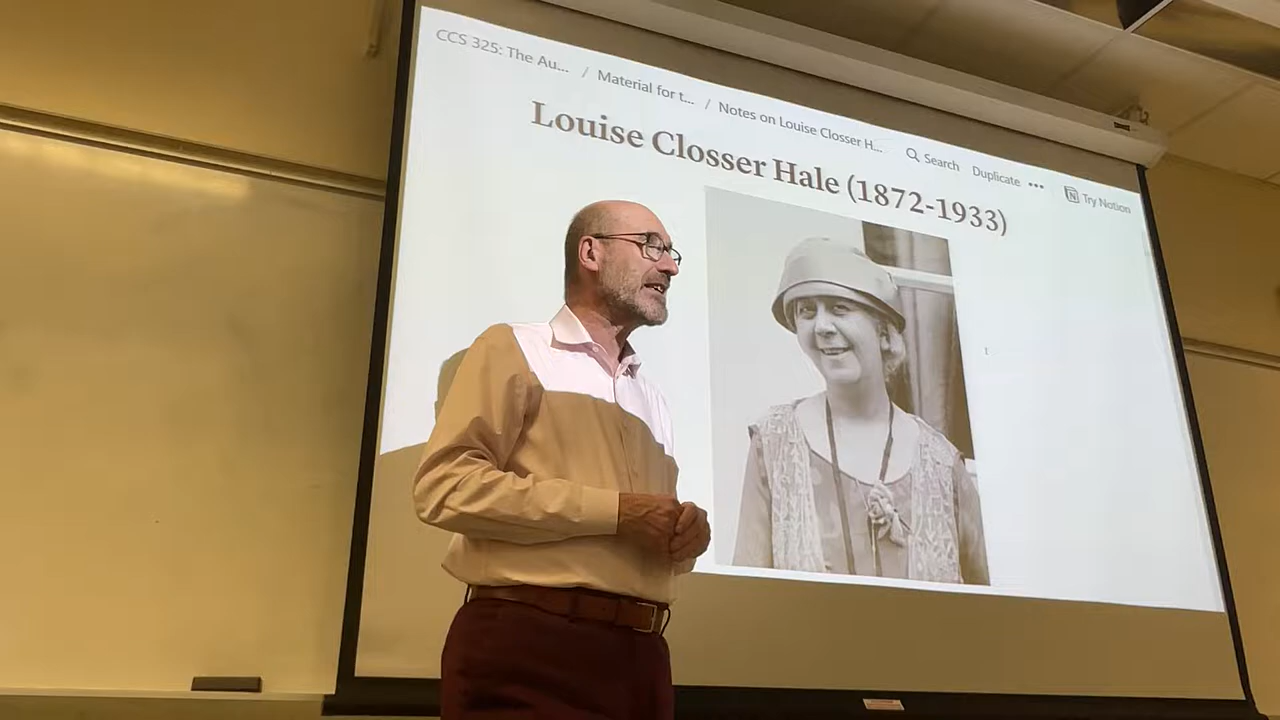 CCS 325: The Au... / Material for t... / Notes on Louise Closser H...
Search Duplicate ••• Try Notion
Louise Closser Hale (1872-1933)